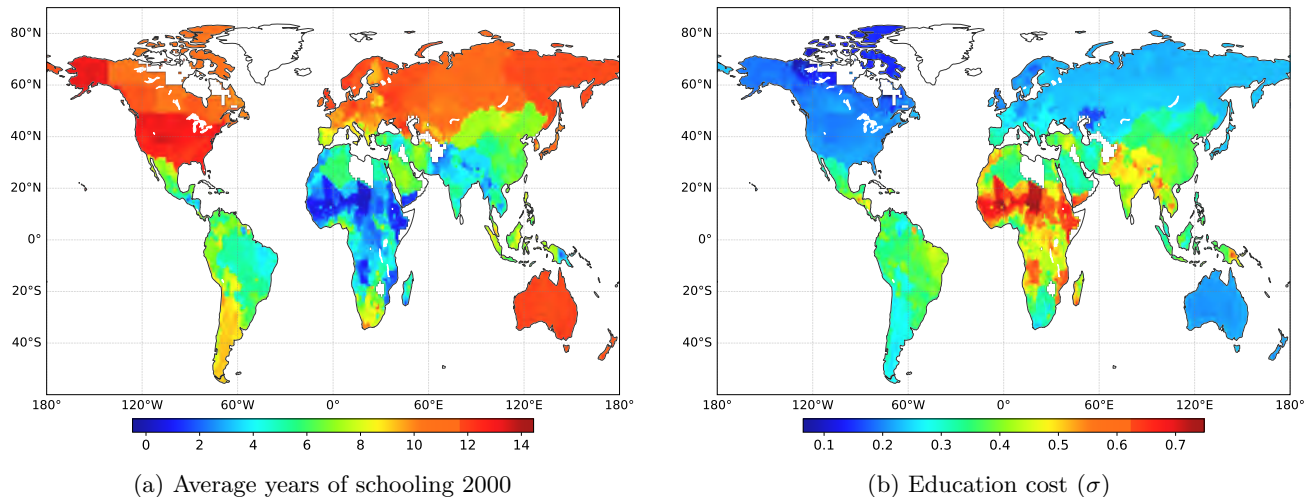 80°N
60°N
40°N
20°N
0°
20°S
40°S
180°
120°W
60°W
0°
60°E
120°E
180°
0
2
4
6
8
10
12
14
(a) Average years of schooling 2000
80°N
60°N
40°N
20°N
0°
20°S
40°S
180°
120°W
60°W
0°
60°E
120°E
180°
0.1
0.2
0.3
0.4
0.5
0.6
0.7
(b) Education cost (σ)